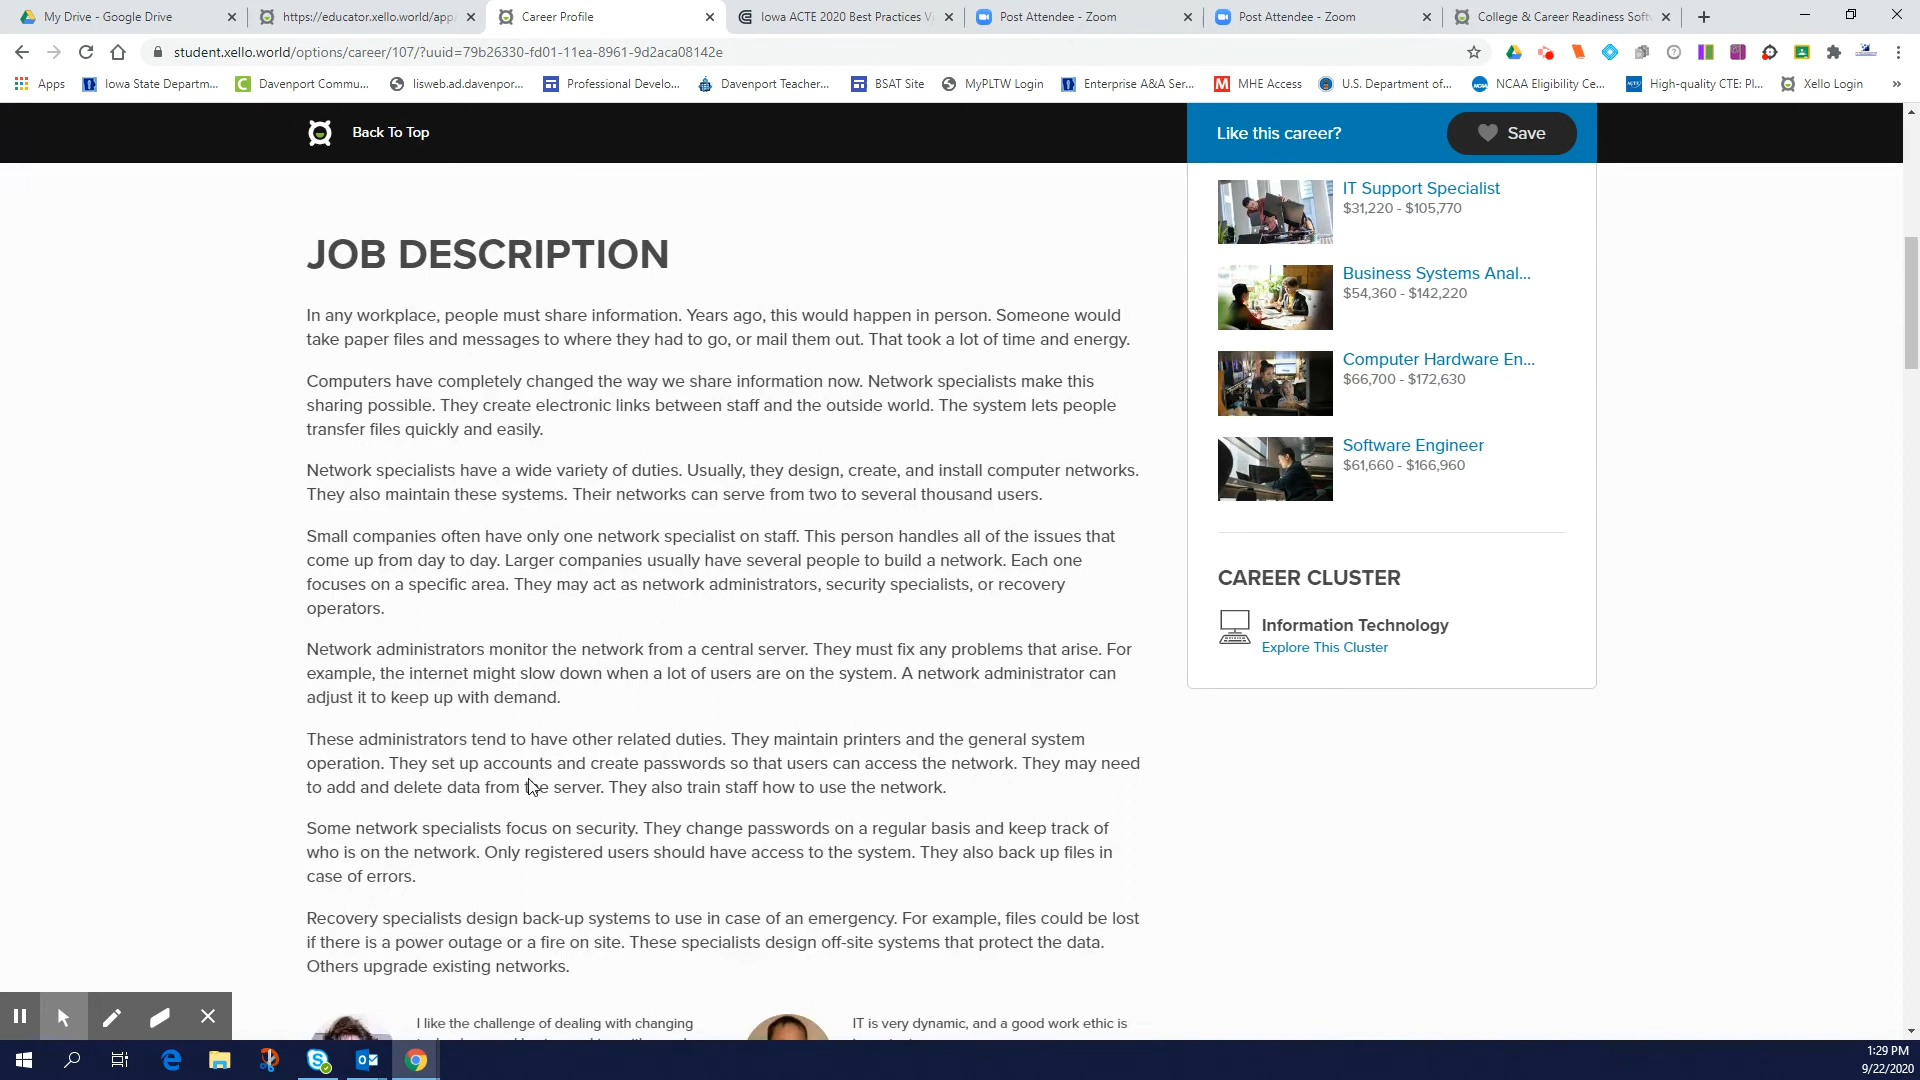 My Drive - Google Drive
https://educator.xello.world/app/
Career Profile
Iowa ACTE 2020 Best Practices Vi
Post Attendee - Zoom
Post Attendee - Zoom
College & Career Readiness Soft
student.xello.world/options/career/107/?uuid=79b26330-fd01-11ea-8961-9d2aca08142e
Apps
Iowa State Departm...
Davenport Commu...
lisweb.ad.davenpor...
Professional Develo...
Davenport Teacher...
BSAT Site
MyPLTW Login
Enterprise A&A Ser...
MHE Access
U.S. Department of...
NCAA Eligibility Ce...
High-quality CTE: Pl...
Xello Login
»
Back To Top
Like this career?
Save
JOB DESCRIPTION
In any workplace, people must share information. Years ago, this would happen in person. Someone would
take paper files and messages to where they had to go, or mail them out. That took a lot of time and energy.
Computers have completely changed the way we share information now. Network specialists make this
sharing possible. They create electronic links between staff and the outside world. The system lets people
transfer files quickly and easily.
Network specialists have a wide variety of duties. Usually, they design, create, and install computer networks.
They also maintain these systems. Their networks can serve from two to several thousand users.
Small companies often have only one network specialist on staff. This person handles all of the issues that
come up from day to day. Larger companies usually have several people to build a network. Each one
focuses on a specific area. They may act as network administrators, security specialists, or recovery
operators.
Network administrators monitor the network from a central server. They must fix any problems that arise. For
example, the internet might slow down when a lot of users are on the system. A network administrator can
adjust it to keep up with demand.
These administrators tend to have other related duties. They maintain printers and the general system
operation. They set up accounts and create passwords so that users can access the network. They may need
to add and delete data from the server. They also train staff how to use the network.
Some network specialists focus on security. They change passwords on a regular basis and keep track of
who is on the network. Only registered users should have access to the system. They also back up files in
case of errors.
Recovery specialists design back-up systems to use in case of an emergency. For example, files could be lost
if there is a power outage or a fire on site. These specialists design off-site systems that protect the data.
Others upgrade existing networks.
I like the challenge of dealing with changing
IT is very dynamic, and a good work ethic is
IT Support Specialist
$31,220 - $105,770
Business Systems Anal...
$54,360 - $142,220
Computer Hardware En...
$66,700 - $172,630
Software Engineer
$61,660 - $166,960
CAREER CLUSTER
Information Technology
Explore This Cluster
1:29 PM
9/22/2020